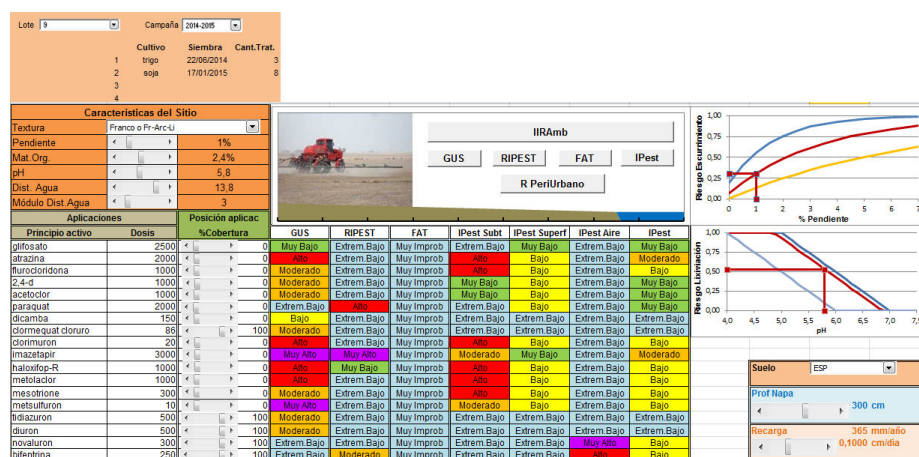 Lote 9 Campaña 2014-2015
Cultivo Siembra Cant.Trat.
1 trigo 22/06/2014 3
2 soja 17/01/2015 8
3
4
Caracteristicas del Sitio
Textura Franco o Fr-Arc-Li
Pendiente 1%
Mat.Org. 2,4%
pH 5,8
Dist. Agua 13,8
Módulo Dist.Agua 3
IIRAmb
GUS RIPEST FAT IPest
R PeriUrbano
Riesgo Escurrimiento
1,00
0,75
0,50
0,25
0,00
0 1 2 3 4 5 6 7
% Pendiente
Aplicaciones Posición aplicac
Principio activo Dosis %Cobertura GUS RIPEST FAT IPest Subt IPest Superf IPest Aire IPest
glifosato 2500 0 Muy Bajo Extrem.Bajo Muy Improb Extrem.Bajo Muy Bajo Extrem.Bajo Muy Bajo
atrazina 2000 0 Alto Extrem.Bajo Muy Improb Alto Bajo Extrem.Bajo Moderado
flurocloridona 1000 0 Moderado Extrem.Bajo Muy Improb Alto Bajo Extrem.Bajo Bajo
2,4-d 1000 0 Moderado Extrem.Bajo Muy Improb Muy Bajo Bajo Extrem.Bajo Muy Bajo
acetoclor 1000 0 Moderado Extrem.Bajo Muy Improb Muy Bajo Bajo Extrem.Bajo Muy Bajo
paraquat 2000 0 Extrem.Bajo Alto Muy Improb Extrem.Bajo Bajo Extrem.Bajo Muy Bajo
dicamba 150 0 Bajo Extrem.Bajo Muy Improb Extrem.Bajo Extrem.Bajo Extrem.Bajo Extrem.Bajo
clormequat cloruro 86 100 Moderado Extrem.Bajo Muy Improb Extrem.Bajo Extrem.Bajo Extrem.Bajo Extrem.Bajo
clorimuron 20 0 Alto Extrem.Bajo Muy Improb Alto Bajo Extrem.Bajo Bajo
imazetapir 3000 0 Muy Alto Muy Alto Muy Improb Moderado Muy Bajo Extrem.Bajo Moderado
haloxifop-R 1000 0 Alto Muy Bajo Muy Improb Alto Bajo Extrem.Bajo Bajo
metolaclor 1000 0 Alto Extrem.Bajo Muy Improb Alto Bajo Extrem.Bajo Bajo
mesotrione 300 0 Moderado Extrem.Bajo Muy Improb Alto Bajo Extrem.Bajo Bajo
metsulfuron 10 0 Muy Alto Extrem.Bajo Muy Improb Moderado Bajo Extrem.Bajo Bajo
tidiazuron 500 100 Moderado Extrem.Bajo Muy Improb Extrem.Bajo Extrem.Bajo Extrem.Bajo Extrem.Bajo
diuron 500 100 Moderado Extrem.Bajo Muy Improb Extrem.Bajo Extrem.Bajo Extrem.Bajo Extrem.Bajo
novaluron 300 100 Extrem.Bajo Extrem.Bajo Muy Improb Extrem.Bajo Extrem.Bajo Muy Alto Bajo
bifentrina 250 100 Extrem.Bajo Moderado Muy Improb Extrem.Bajo Extrem.Bajo Alto Bajo
Riesgo Lixiviación
1,00
0,75
0,50
0,25
0,00
4,0 4,5 5,0 5,5 6,0 6,5 7,0 7,5
pH
Suelo ESP
Prof Napa
300 cm
Recarga 365 mm/año
0,1000 cm/dia